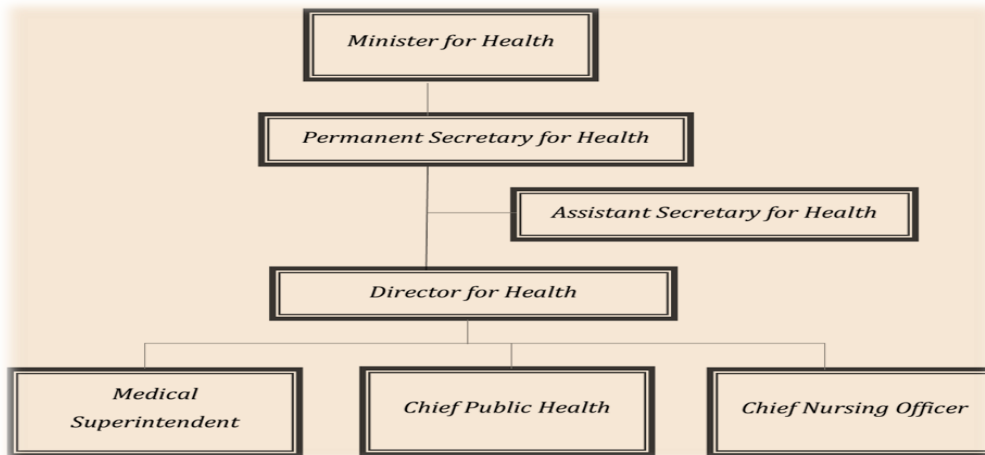 Minister for Health
Permanent Secretary for Health
Assistant Secretary for Health
Director for Health
Medical
Superintendent
Chief Public Health
Chief Nursing Officer